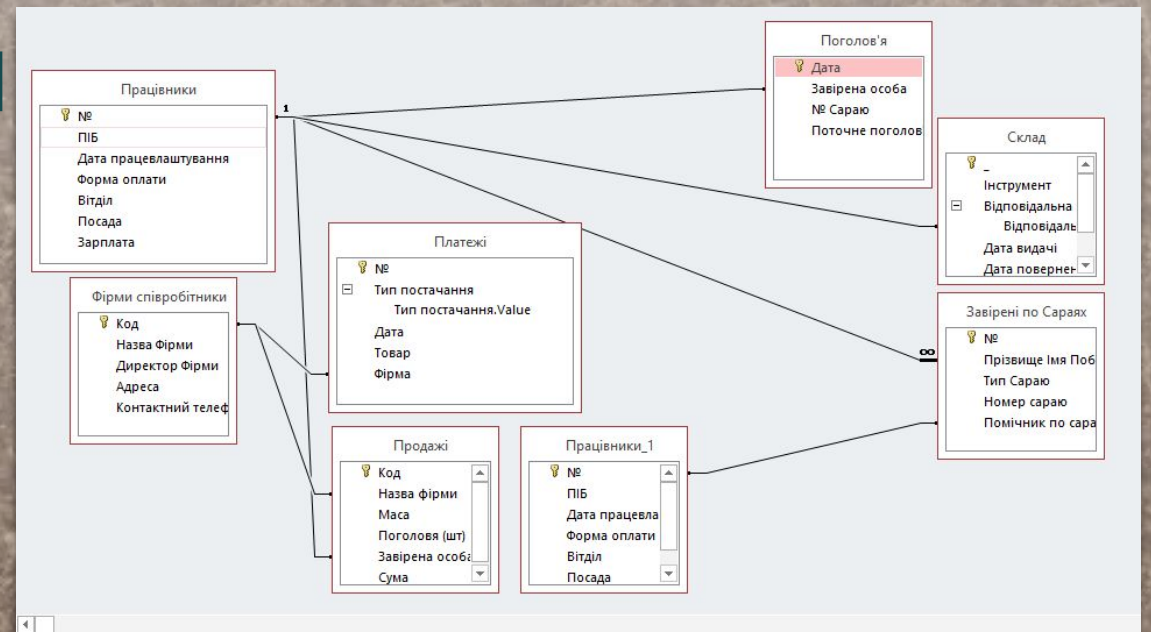 Працівники
№
ПІБ
Дата працевлаштування
Форма оплати
Вітділ
Посада
Зарплата
1
Поголов'я
Дата
Завірена особа
№ Сараю
Поточне поголов
Склад
_
Інструмент
Відповідальна
Відповідаль
Дата видачі
Дата повернен
Платежі
№
Тип постачання
Тип постачання.Value
Дата
Товар
Фірма
Фірми співробітники
Код
Назва Фірми
Директор Фірми
Адреса
Контактний телеф
Завірені по Сараях
∞
№
Прізвище Імя Поб
Тип Сараю
Номер сараю
Помічник по сара
Продажі
Код
Назва фірми
Маса
Поголовя (шт)
Завірена особа
Сума
Працівники_1
№
ПІБ
Дата працевла
Форма оплати
Вітділ
Посада